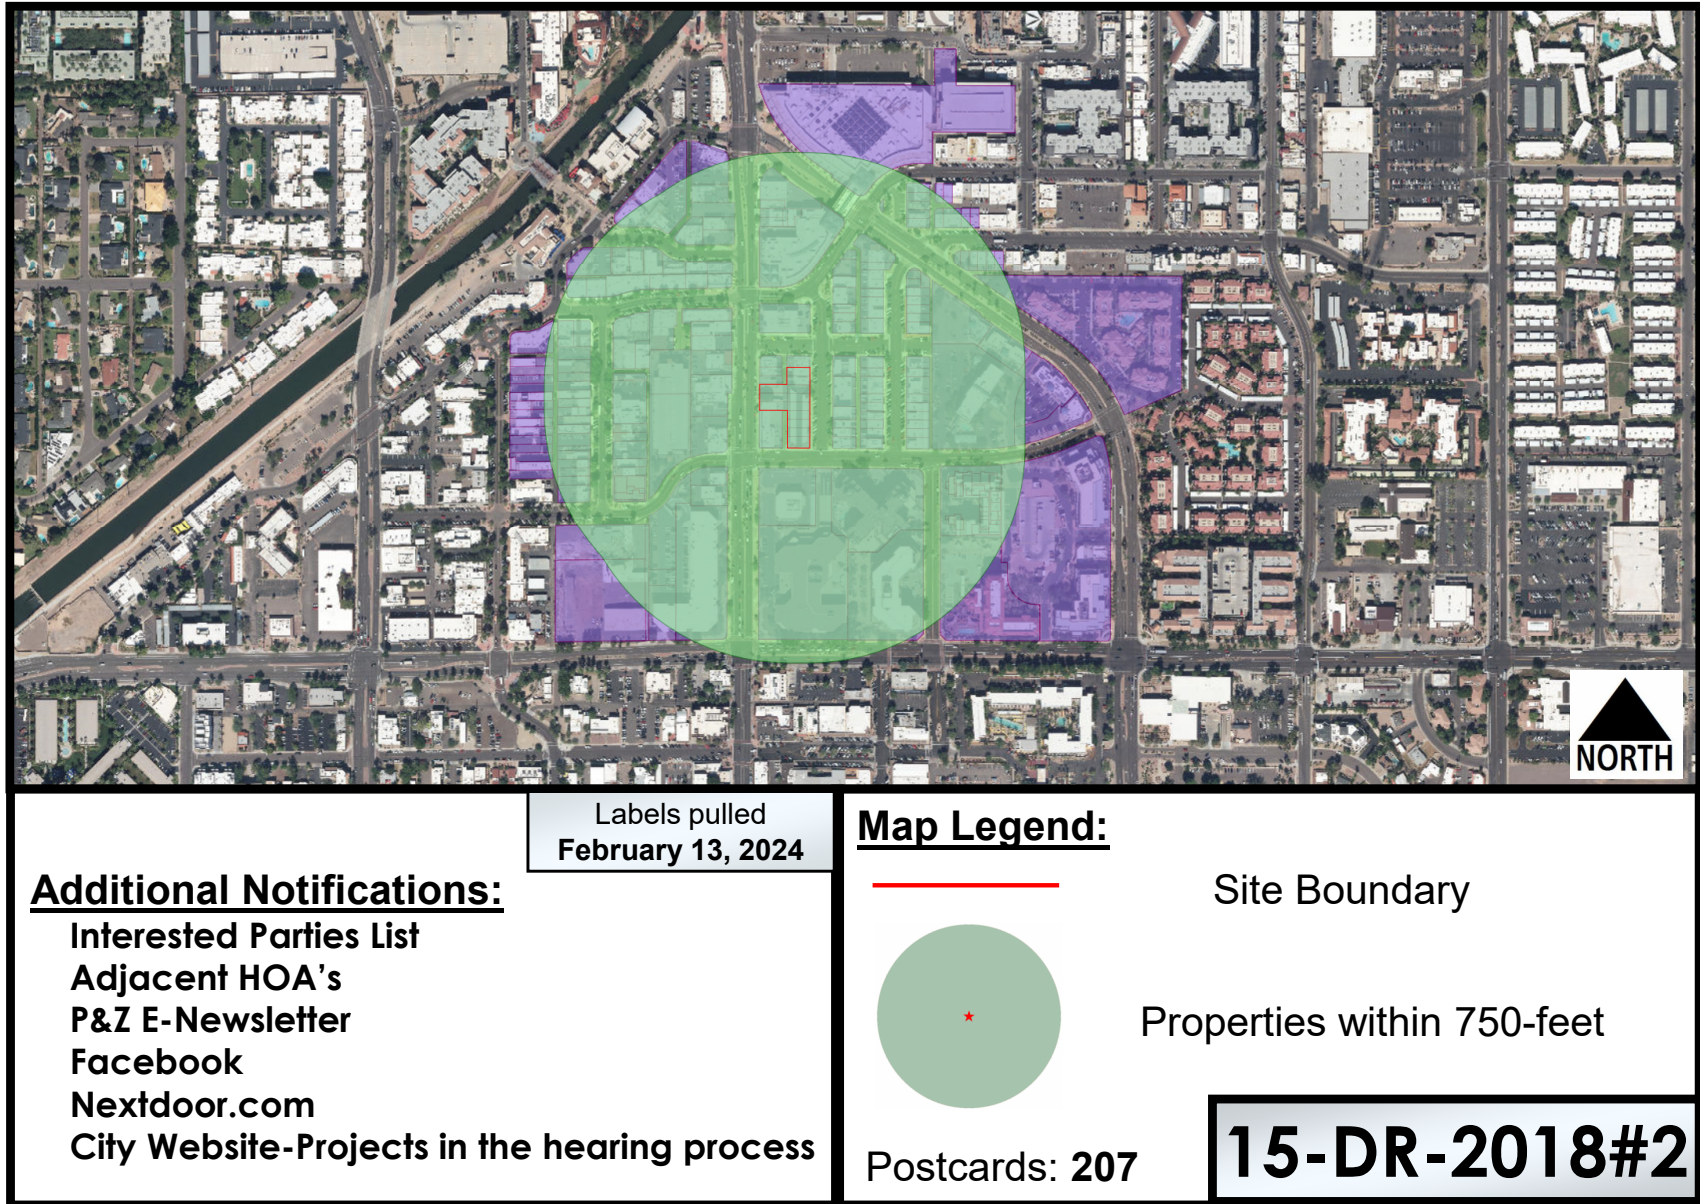 NORTH
Labels pulled
February 13, 2024
Additional Notifications:
Interested Parties List
Adjacent HOA’s
P&Z E-Newsletter
Facebook
Nextdoor.com
City Website-Projects in the hearing process
Map Legend:
Site Boundary
Properties within 750-feet
Postcards: 207
15-DR-2018#2